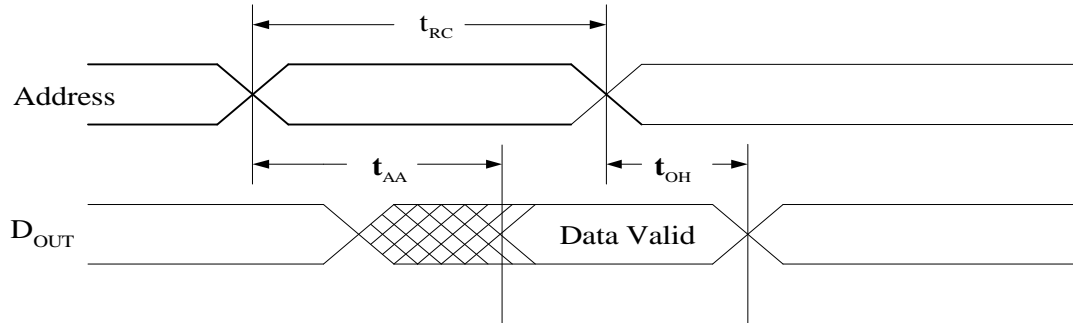 t_RC
Address
t_AA
t_OH
D_OUT
Data Valid